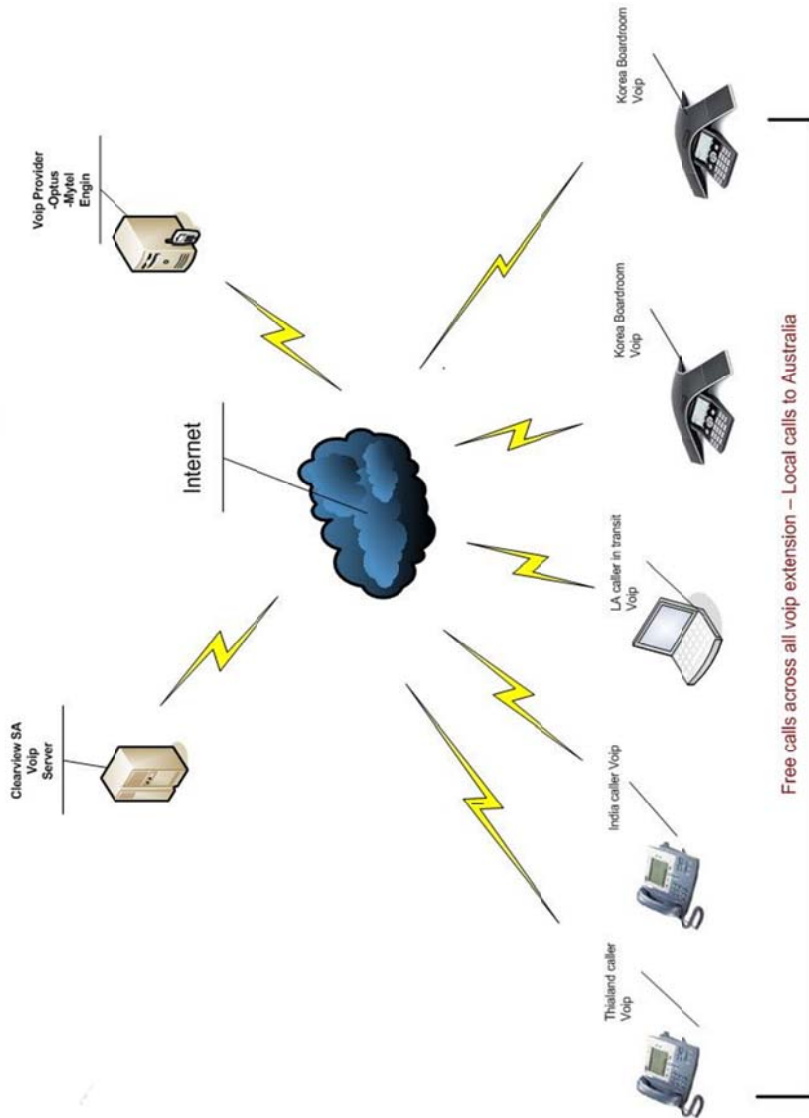 Clearview SA
Voip
Server
Voip Provider
-Optus
-Mytel
Engin
Internet
Thialand caller
Voip
India caller Voip
LA caller in transit
Voip
Korea Boardroom
Voip
Korea Boardroom
Voip
Free calls across all voip extension – Local calls to Australia